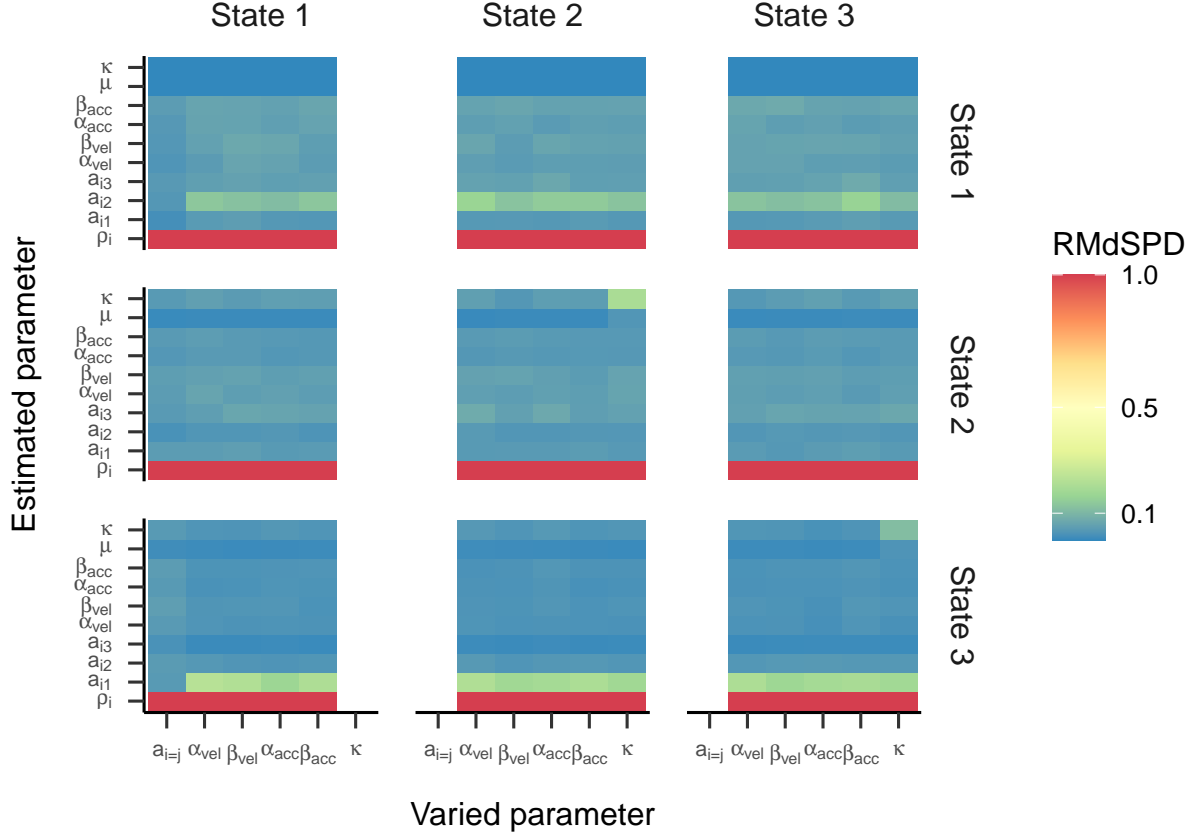 State 1 State 2 State 3
Estimated parameter
κ
μ
βacc
αacc
βvel
αvel
ai3
ai2
ai1
ρi
State 1
κ
μ
βacc
αacc
βvel
αvel
ai3
ai2
ai1
ρi
State 2
κ
μ
βacc
αacc
βvel
αvel
ai3
ai2
ai1
ρi
State 3
ai=j αvel βvel αacc βacc κ
ai=j αvel βvel αacc βacc κ
ai=j αvel βvel αacc βacc κ
Varied parameter
RMdSPD
1.0
0.5
0.1